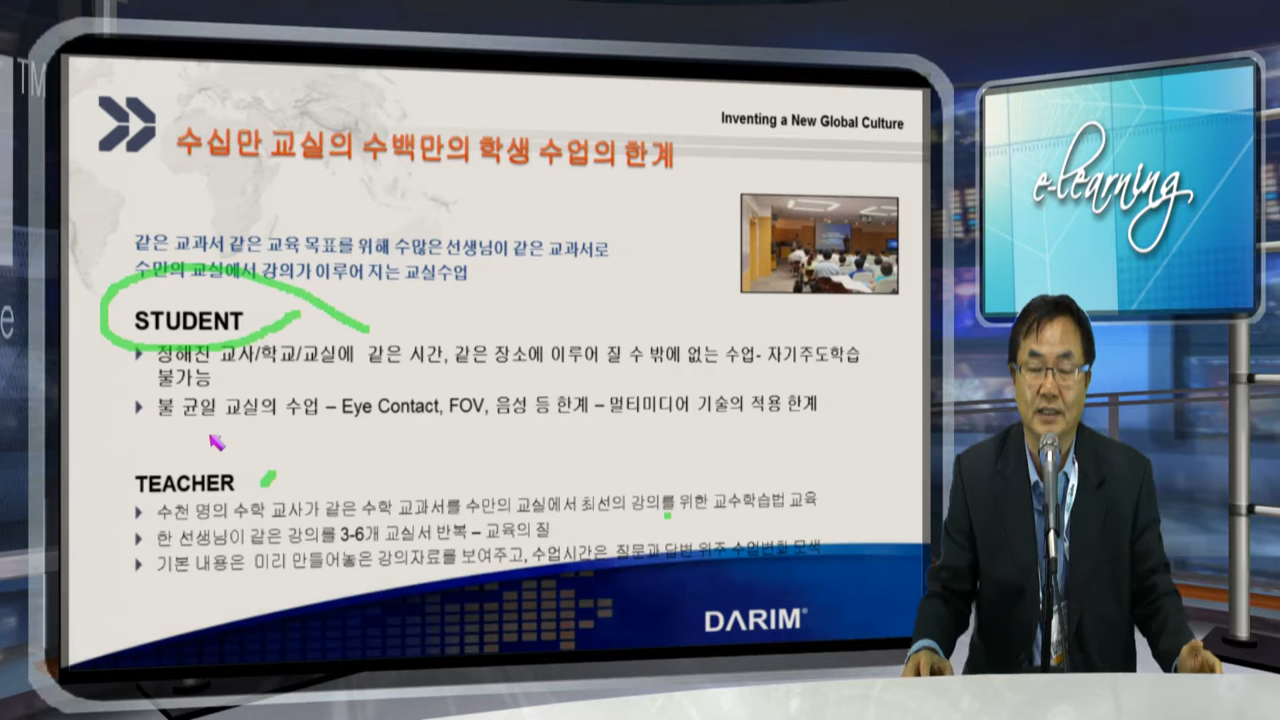 TM
e
Inventing a New Global Culture
수십만 교실의 수백만의 학생 수업의 한계
같은 교과서 같은 교육 목표를 위해 수많은 선생님이 같은 교과서로
수만의 교실에서 강의가 이루어 지는 교실수업
STUDENT
정해진 교사/학교/교실에 같은 시간, 같은 장소에 이루어 질 수 밖에 없는 수업- 자기주도학습
불가능
불 균일 교실의 수업 – Eye Contact, FOV, 음성 등 한계 – 멀티미디어 기술의 적용 한계
TEACHER
수천 명의 수학 교사가 같은 수학 교과서를 수만의 교실에서 최선의 강의를 위한 교수학습법 교육
한 선생님이 같은 강의를 3-6개 교실서 반복 – 교육의 질
기본 내용은 미리 만들어놓은 강의자료를 보여주고, 수업시간은 질문과 답변 위주 수업변화 모색
DARIM®
e-learning